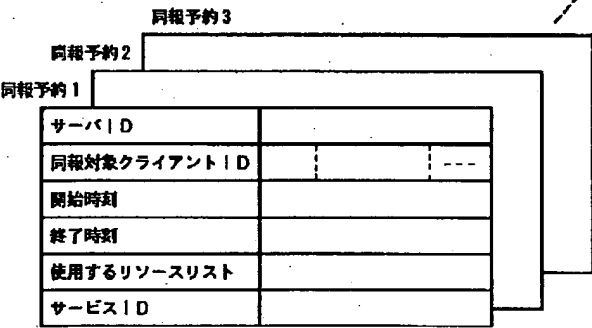 同報予約3
同報予約2
同報予約1
サーバID
同報対象クライアントID
開始時刻
終了時刻
使用するリソースリスト
サービスID